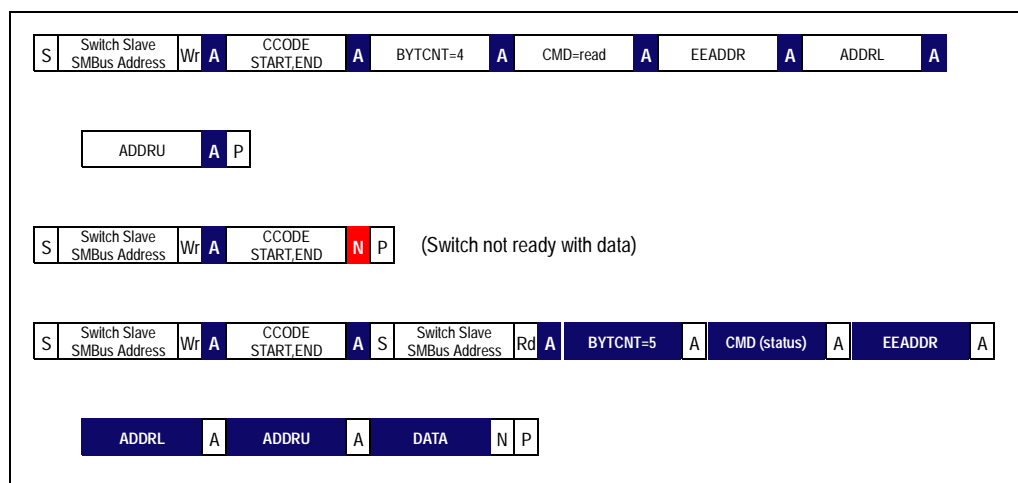 S Switch Slave SMBus Address Wr A CCODE START,END A BYTCNT=4 A CMD=read A EEADDR A ADDRL A
ADDRU A P
S Switch Slave SMBus Address Wr A CCODE START,END N P (Switch not ready with data)
S Switch Slave SMBus Address Wr A CCODE START,END A S Switch Slave SMBus Address Rd A BYTCNT=5 A CMD (status) A EEADDR A
ADDRL A ADDRU A DATA N P